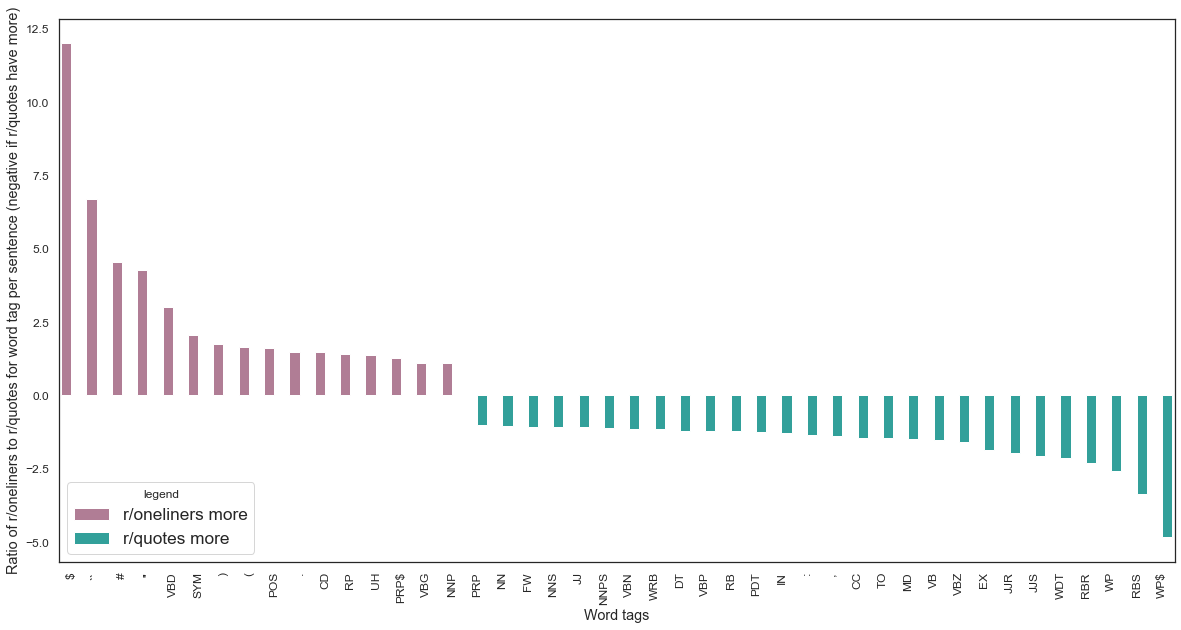 Ratio of r/oneliners to r/quotes for word tag per sentence (negative if r/quotes have more)
12.5
10.0
7.5
5.0
2.5
0.0
−2.5
−5.0
legend
r/oneliners more
r/quotes more
$
``
#
''
VBD
SYM
)
(
POS
.
CD
RP
UH
PRP$
VBG
NNP
PRP
NN
FW
NNS
JJ
NNPS
VBN
WRB
DT
VBP
RB
PDT
IN
:
,
CC
TO
MD
VB
VBZ
EX
JJR
JJS
WDT
RBR
WP
RBS
WP$
Word tags